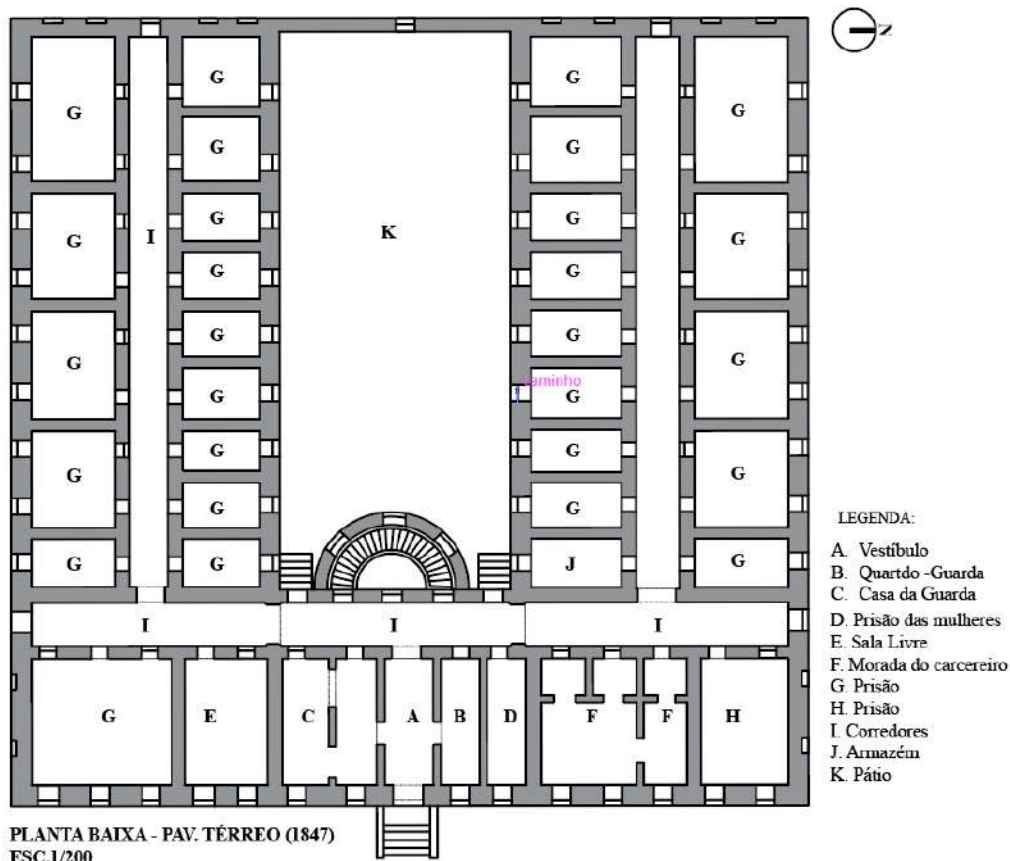 N
G G
G G
G G
G G
I K
G G
G G
G G
G G
caminho
G G
G G
G G
G G
G G J G
I I I
G E C A B D F F H
LEGENDA:
A. Vestíbulo
B. Quartdo -Guarda
C. Casa da Guarda
D. Prisão das mulheres
E. Sala Livre
F. Morada do carcereiro
G. Prisão
H. Prisão
I. Corredores
J. Armazém
K. Pátio
PLANTA BAIXA - PAV. TÉRREO (1847)
ESC.1/200